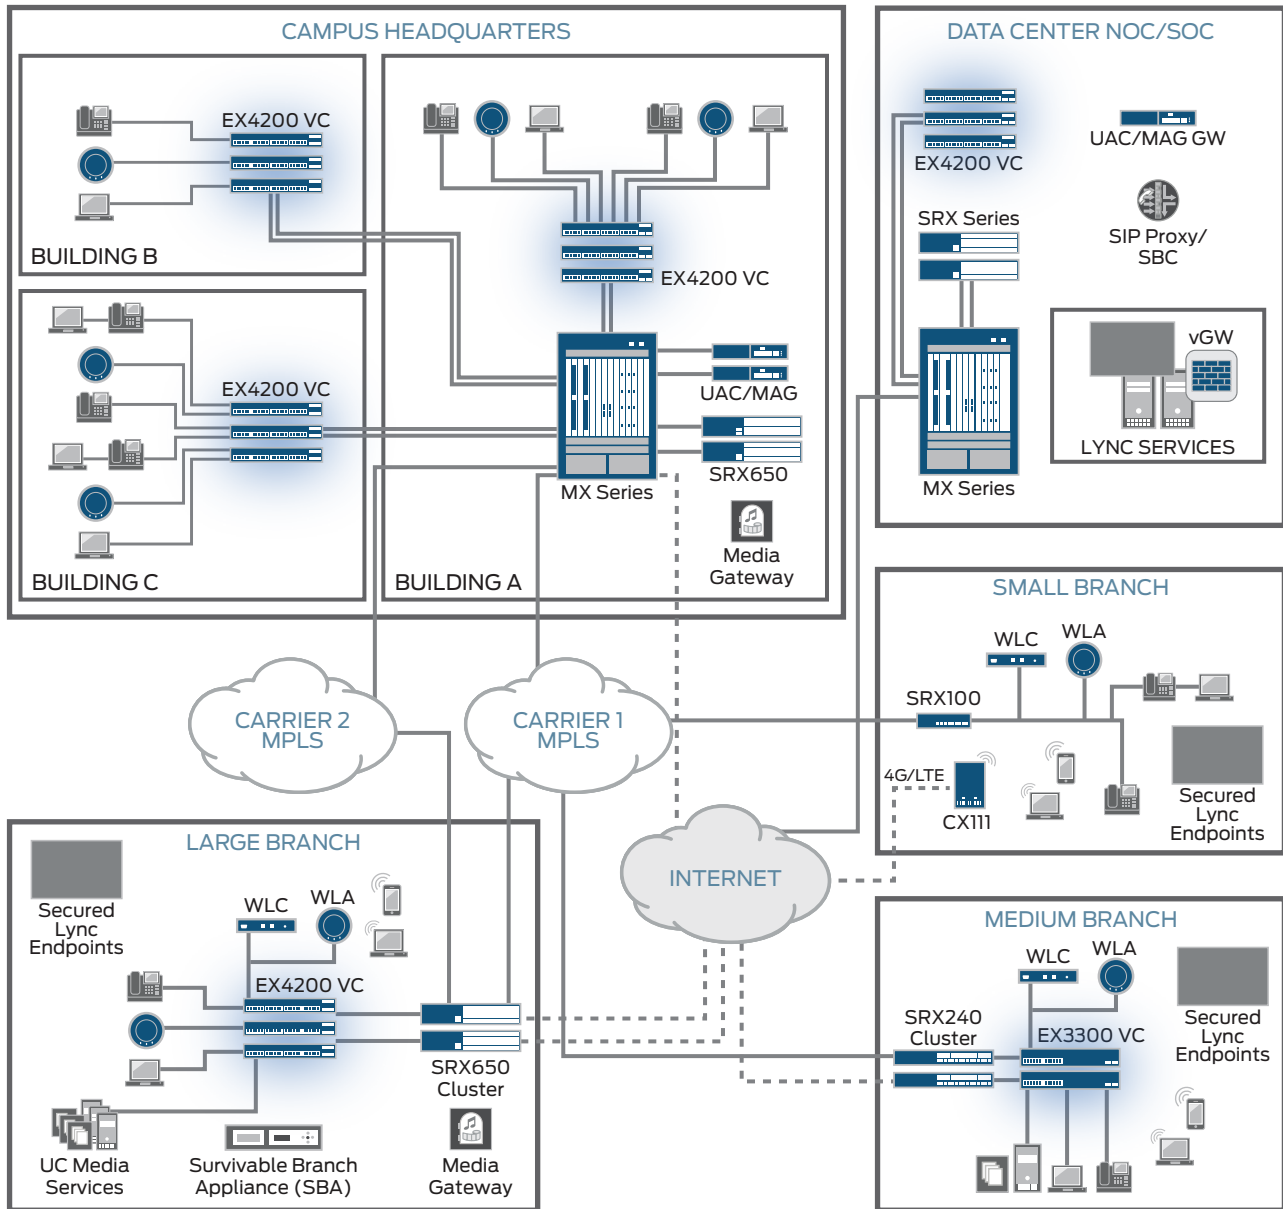 CAMPUS HEADQUARTERS
EX4200 VC
BUILDING B
EX4200 VC
BUILDING C
EX4200 VC
UAC/MAG
SRX650
MX Series
Media
Gateway
BUILDING A
DATA CENTER NOC/SOC
EX4200 VC
UAC/MAG GW
SRX Series
SIP Proxy/
SBC
MX Series
vGW
LYNC SERVICES
CARRIER 2
MPLS
CARRIER 1
MPLS
INTERNET
SMALL BRANCH
WLC
WLA
SRX100
4G/LTE
CX111
Secured
Lync
Endpoints
LARGE BRANCH
Secured
Lync
Endpoints
WLC
WLA
EX4200 VC
SRX650
Cluster
UC Media
Services
Survivable Branch
Appliance (SBA)
Media
Gateway
MEDIUM BRANCH
WLC
WLA
SRX240
Cluster
EX3300 VC
Secured
Lync
Endpoints